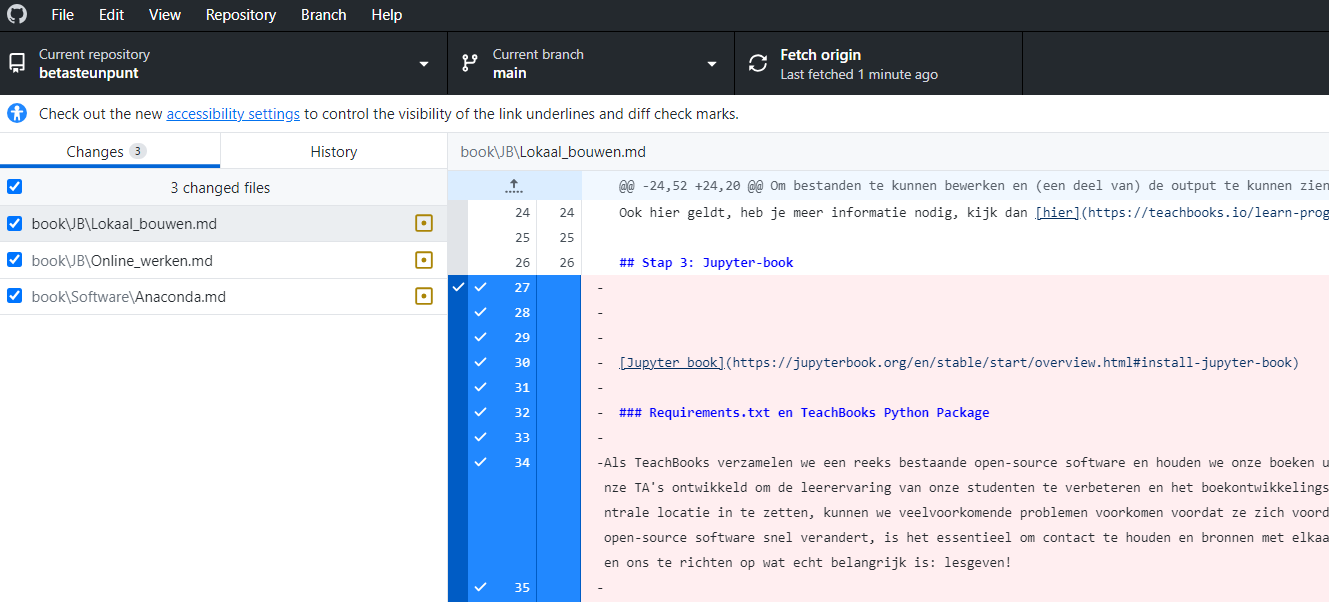 File Edit View Repository Branch Help
Current repository
betasteunpunt
Current branch
main
Fetch origin
Last fetched 1 minute ago
Check out the new accessibility settings to control the visibility of the link underlines and diff check marks.
Changes 3
History
3 changed files
book\JB\Lokaal_bouwen.md
book\JB\Online_werken.md
book\Software\Anaconda.md
book\JB\Lokaal_bouwen.md
@@ -24,52 +24,20 @@ Om bestanden te kunnen bewerken en (een deel van) de output te kunnen zien
24 24 Ook hier geldt, heb je meer informatie nodig, kijk dan [hier](https://teachbooks.io/learn-prog
25 25
26 26 ## Stap 3: Jupyter-book
27 -
28 -
29 -
30 - [Jupyter book](https://jupyterbook.org/en/stable/start/overview.html#install-jupyter-book)
31 -
32 - ### Requirements.txt en TeachBooks Python Package
33 -
34 -Als TeachBooks verzamelen we een reeks bestaande open-source software en houden we onze boeken u
nze TA's ontwikkeld om de leerervaring van onze studenten te verbeteren en het boekontwikkelings
ntrale locatie in te zetten, kunnen we veelvoorkomende problemen voorkomen voordat ze zich voord
open-source software snel verandert, is het essentieel om contact te houden en bronnen met elkaa
en ons te richten op wat echt belangrijk is: lesgeven!
35 -